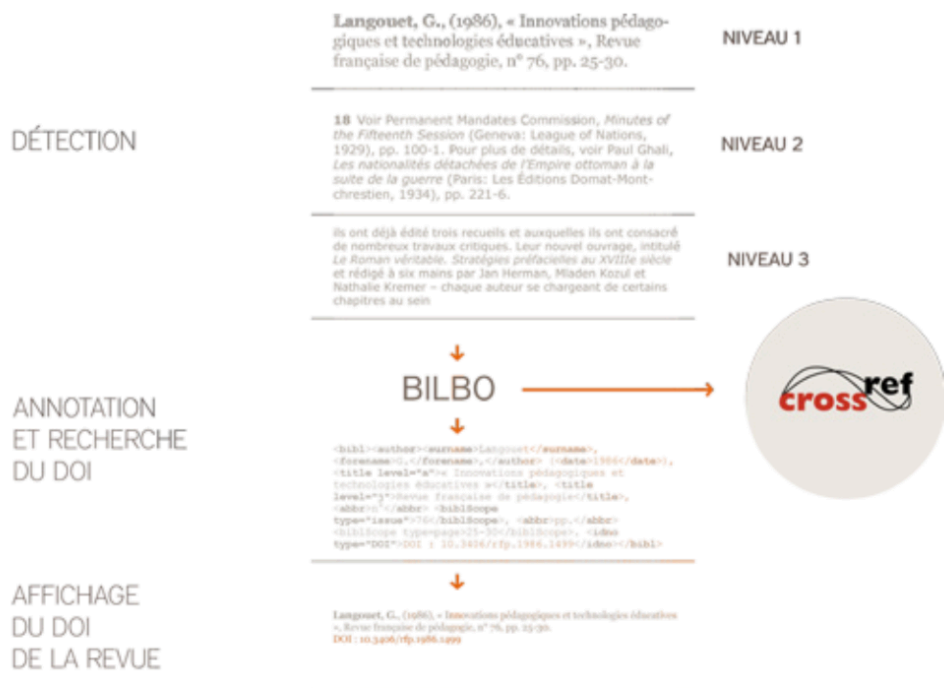 Langouet, G., (1986), « Innovations pédago-
giques et technologies éducatives », Revue
française de pédagogie, n° 76, pp. 25-30.
NIVEAU 1
DÉTECTION
18 Voir Permanent Mandates Commission, Minutes of
the Fifteenth Session (Geneva: League of Nations,
1929), pp. 100-1. Pour plus de détails, voir Paul Ghali,
Les nationalités détachées de l'Empire ottoman à la
suite de la guerre (Paris: Les Éditions Domat-Mont-
chrestien, 1934), pp. 221-6.
NIVEAU 2
ils ont déjà édité trois recueils et auxquelles ils ont consacré
de nombreux travaux critiques. Leur nouvel ouvrage, intitulé
Le Roman véritable. Stratégies préfacielles au XVIIIe siècle
et rédigé à six mains par Jan Herman, Mladen Kozul et
Nathalie Kremer – chaque auteur se chargeant de certains
chapitres au sein
NIVEAU 3
ANNOTATION
ET RECHERCHE
DU DOI
BILBO
crossref
<bibl><author><surname>Langouet</surname>,
<forename>G.</forename>,</author> (<date>1986</date>),
<title level="a">« Innovations pédagogiques et
technologies éducatives »</title>, <title
level="j">Revue française de pédagogie</title>,
<abbr>n°</abbr> <biblScope
type="issue">76</biblScope>, <abbr>pp.</abbr>
<biblScope type=page>25-30</biblScope>, <idno
type="DOI">DOI : 10.3406/rfp.1986.1499</idno></bibl>
AFFICHAGE
DU DOI
DE LA REVUE
Langouet, G., (1986), « Innovations pédagogiques et technologies éducatives
», Revue française de pédagogie, n° 76, pp. 25-30.
DOI : 10.3406/rfp.1986.1499